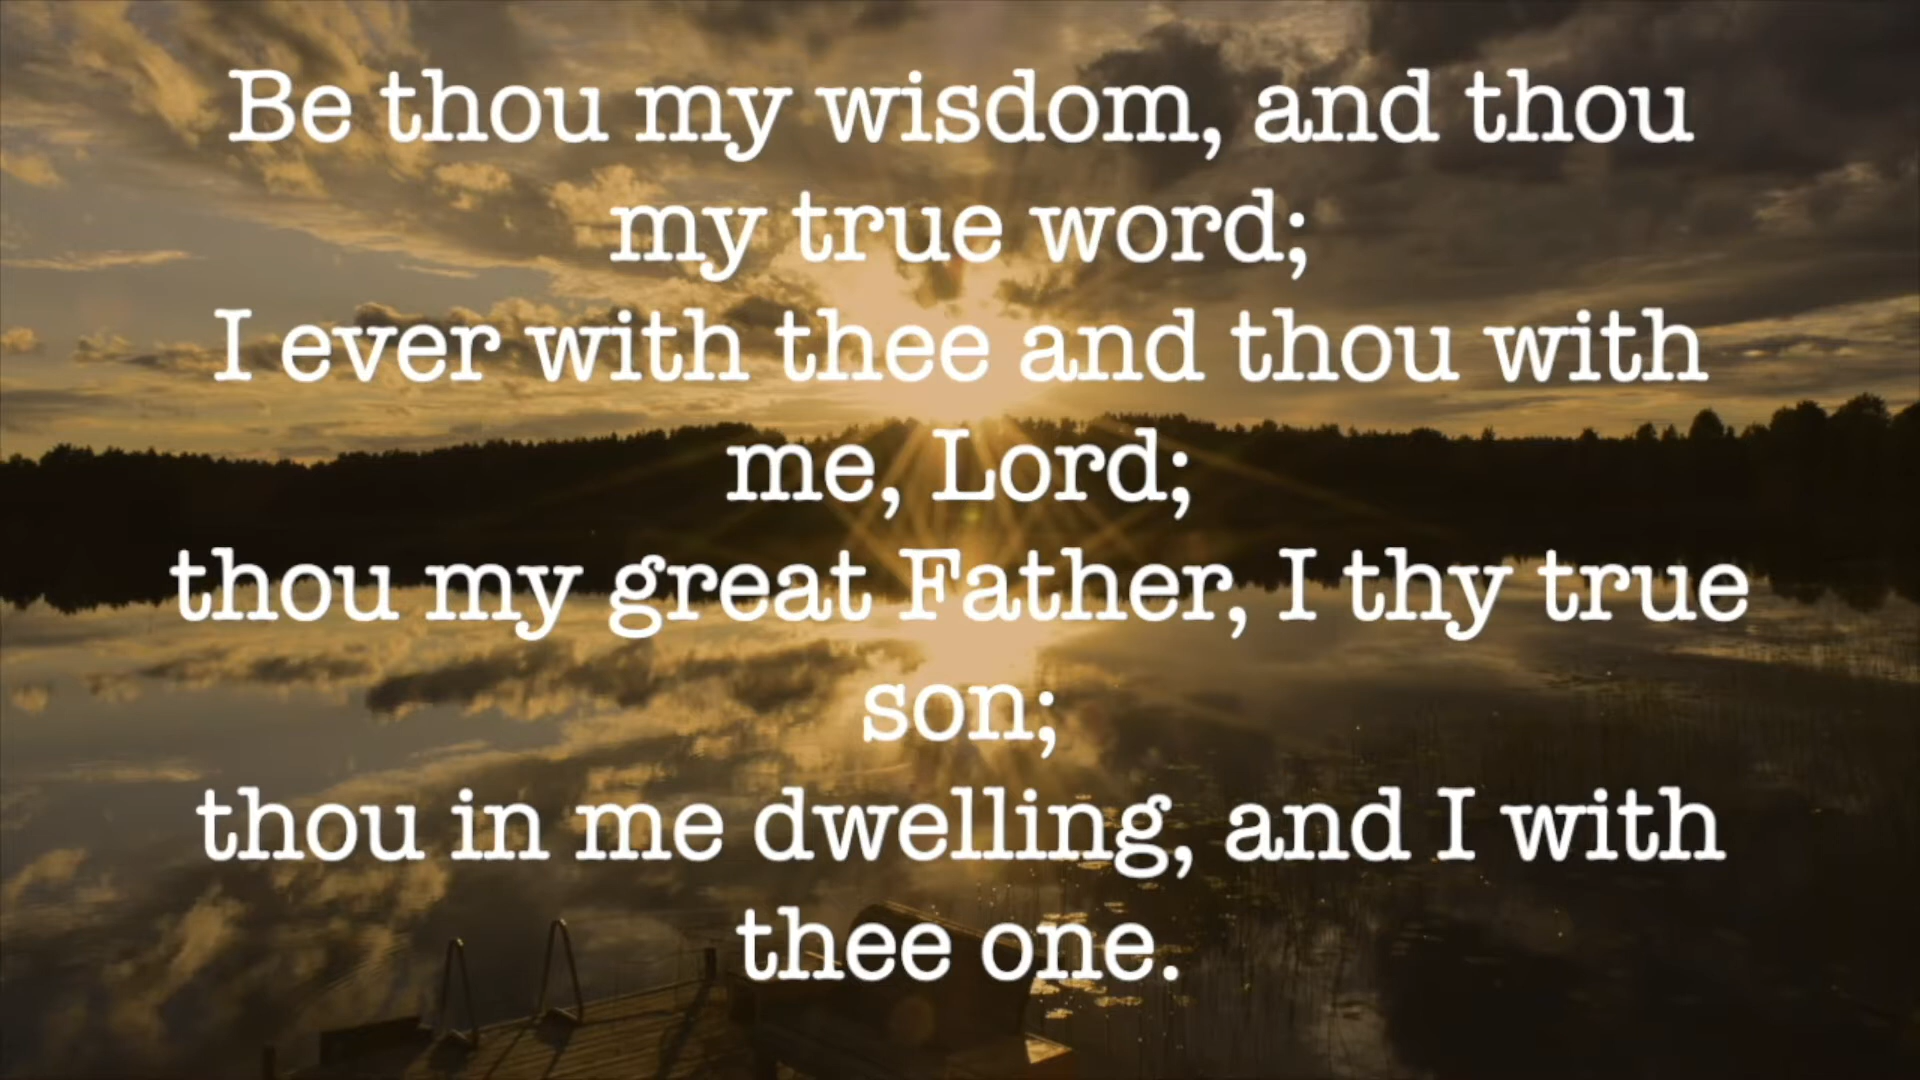 Be thou my wisdom, and thou
my true word;
I ever with thee and thou with
me, Lord;
thou my great Father, I thy true
son;
thou in me dwelling, and I with
thee one.